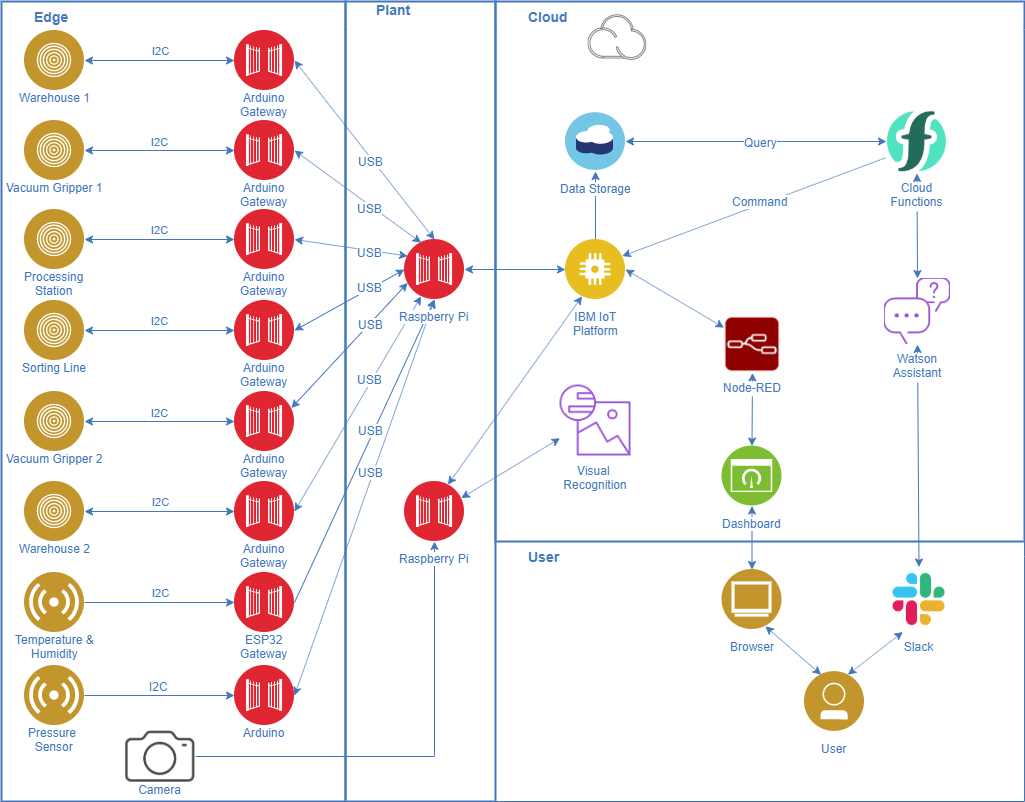 Edge
Plant
Cloud
I2C
Warehouse 1
Arduino
Gateway
I2C
Vacuum Gripper 1
Arduino
Gateway
I2C
Processing
Station
Arduino
Gateway
I2C
Sorting Line
Arduino
Gateway
I2C
Vacuum Gripper 2
Arduino
Gateway
I2C
Warehouse 2
Arduino
Gateway
I2C
Temperature &
Humidity
ESP32
Gateway
I2C
Pressure
Sensor
Arduino
Camera
USB
USB
USB
USB
USB
USB
USB
USB
Raspberry Pi
Raspberry Pi
Data Storage
Query
Cloud
Functions
Command
IBM IoT
Platform
Node-RED
Watson
Assistant
?
Visual
Recognition
Dashboard
User
Browser
Slack
User